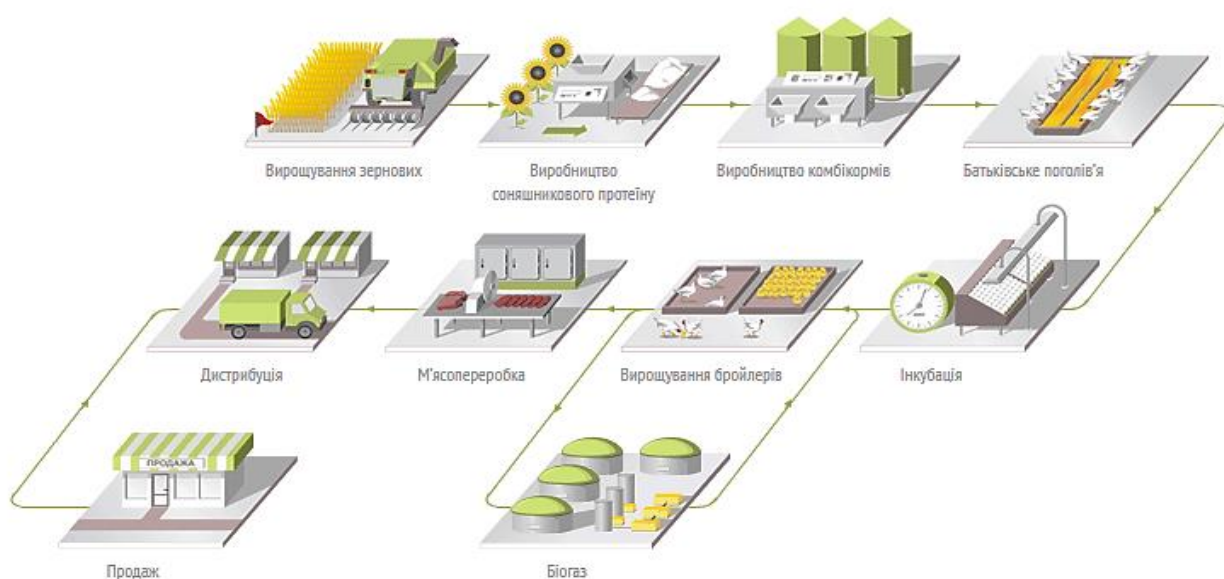 Вирощування зернових
Виробництво
соняшникового протеїну
Виробництво комбікормів
Батьківське поголів'я
Дистрибуція
М'ясопереробка
Вирощування бройлерів
Інкубація
ПРОДАЖА
Продаж
Біогаз